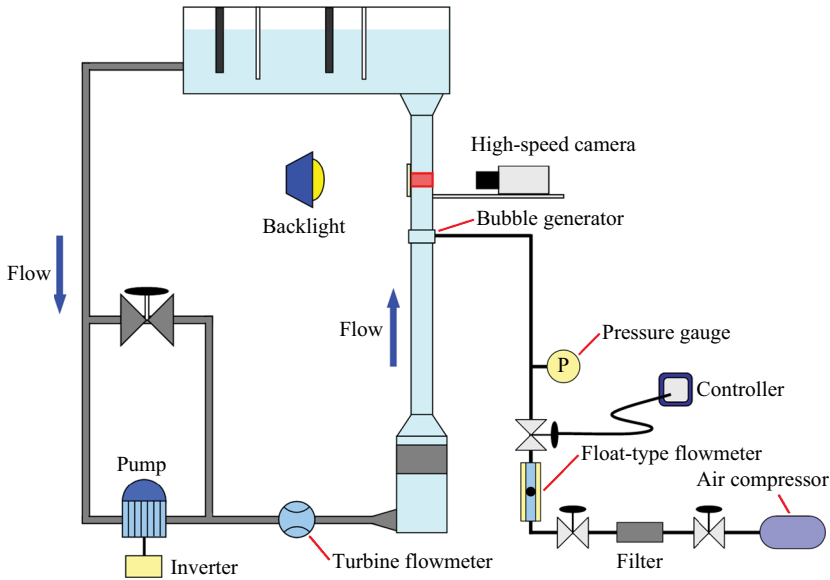 High-speed camera
Backlight
Bubble generator
Flow
Flow
Pressure gauge
P
Controller
Pump
Float-type flowmeter
Air compressor
Inverter
Turbine flowmeter
Filter